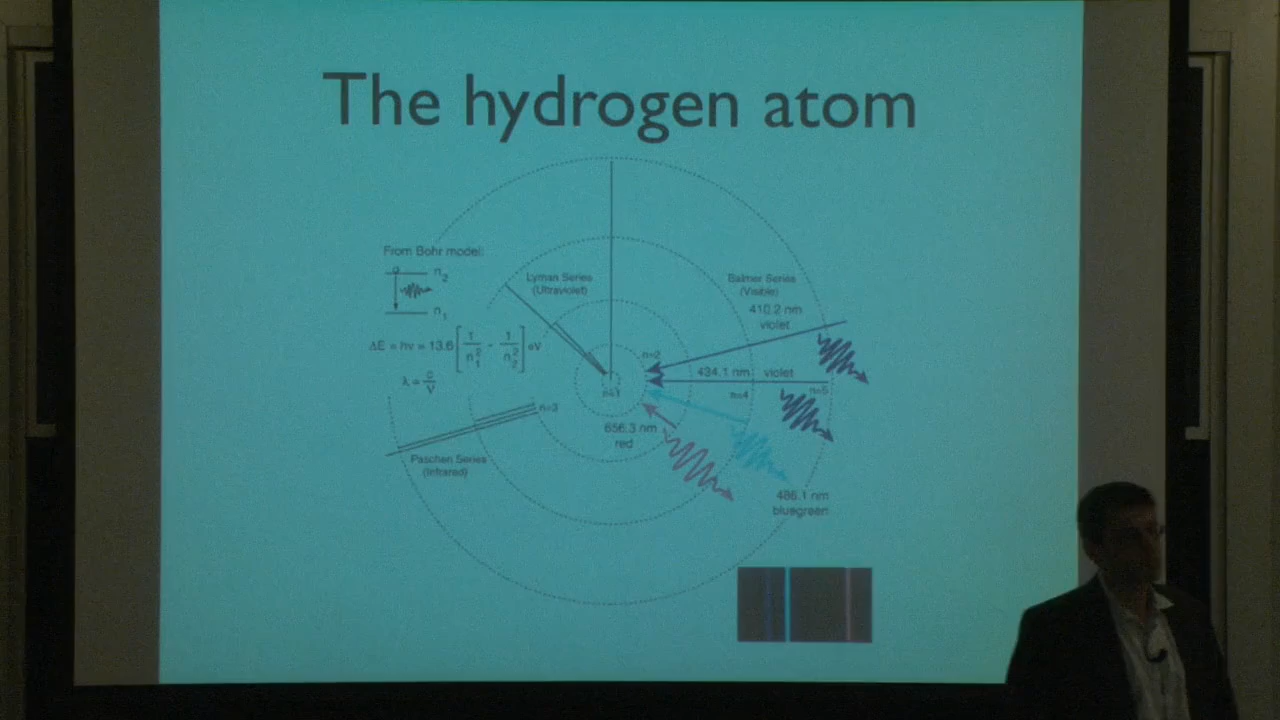 The hydrogen atom
From Bohr model:
n₂
n₁
ΔE = hν = 13.6 [1/n₁² - 1/n₂²] eV
λ = c/ν
Lyman Series
(Ultraviolet)
Balmer Series
(Visible)
410.2 nm
violet
n=2
434.1 nm violet
n=4
n=5
n=1
n=3
656.3 nm
red
Paschen Series
(Infrared)
486.1 nm
bluegreen